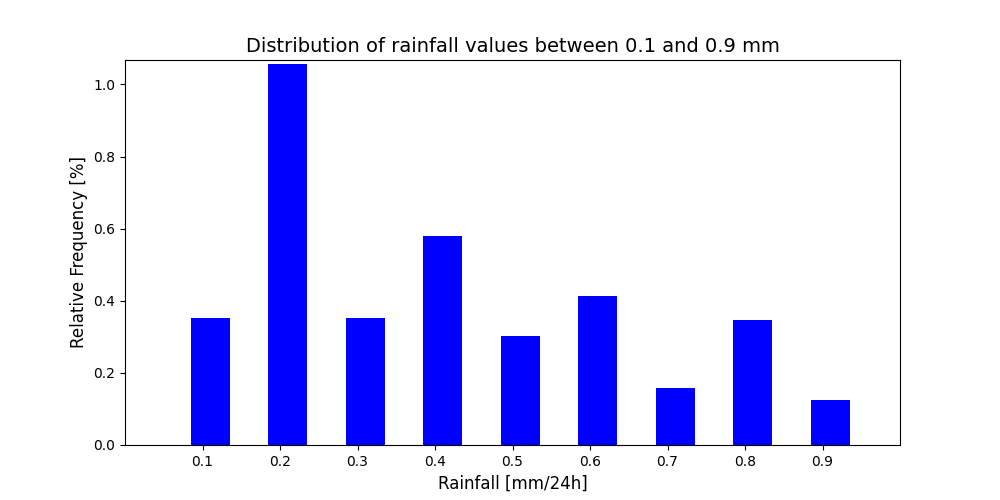 Distribution of rainfall values between 0.1 and 0.9 mm
Relative Frequency [%]
1.0
0.8
0.6
0.4
0.2
0.0
0.1 0.2 0.3 0.4 0.5 0.6 0.7 0.8 0.9
Rainfall [mm/24h]